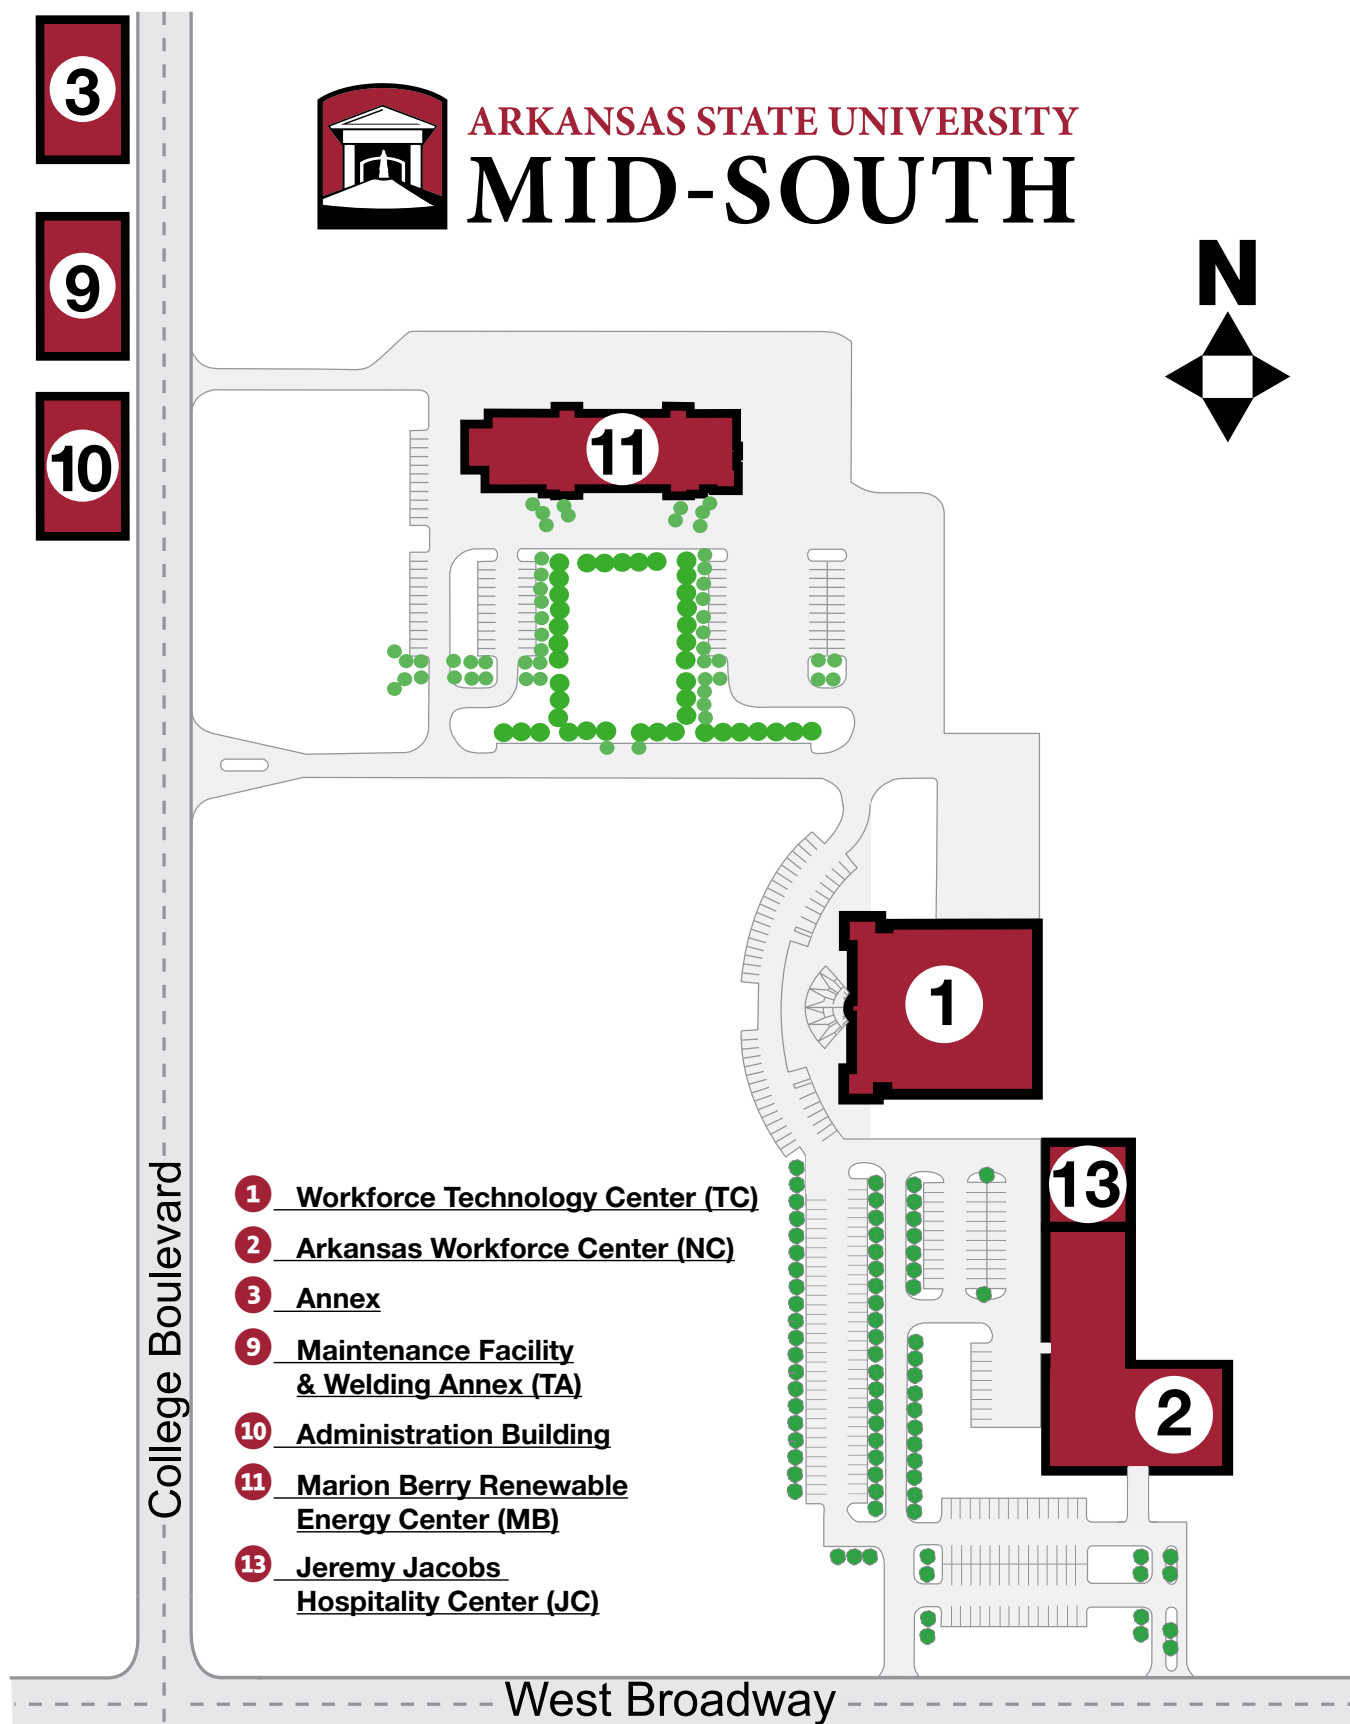 3
ARKANSAS STATE UNIVERSITY
MID-SOUTH
9
N
10
11
1
13
1 Workforce Technology Center (TC)
2 Arkansas Workforce Center (NC)
3 Annex
9 Maintenance Facility
& Welding Annex (TA)
10 Administration Building
11 Marion Berry Renewable
Energy Center (MB)
13 Jeremy Jacobs
Hospitality Center (JC)
2
College Boulevard
West Broadway